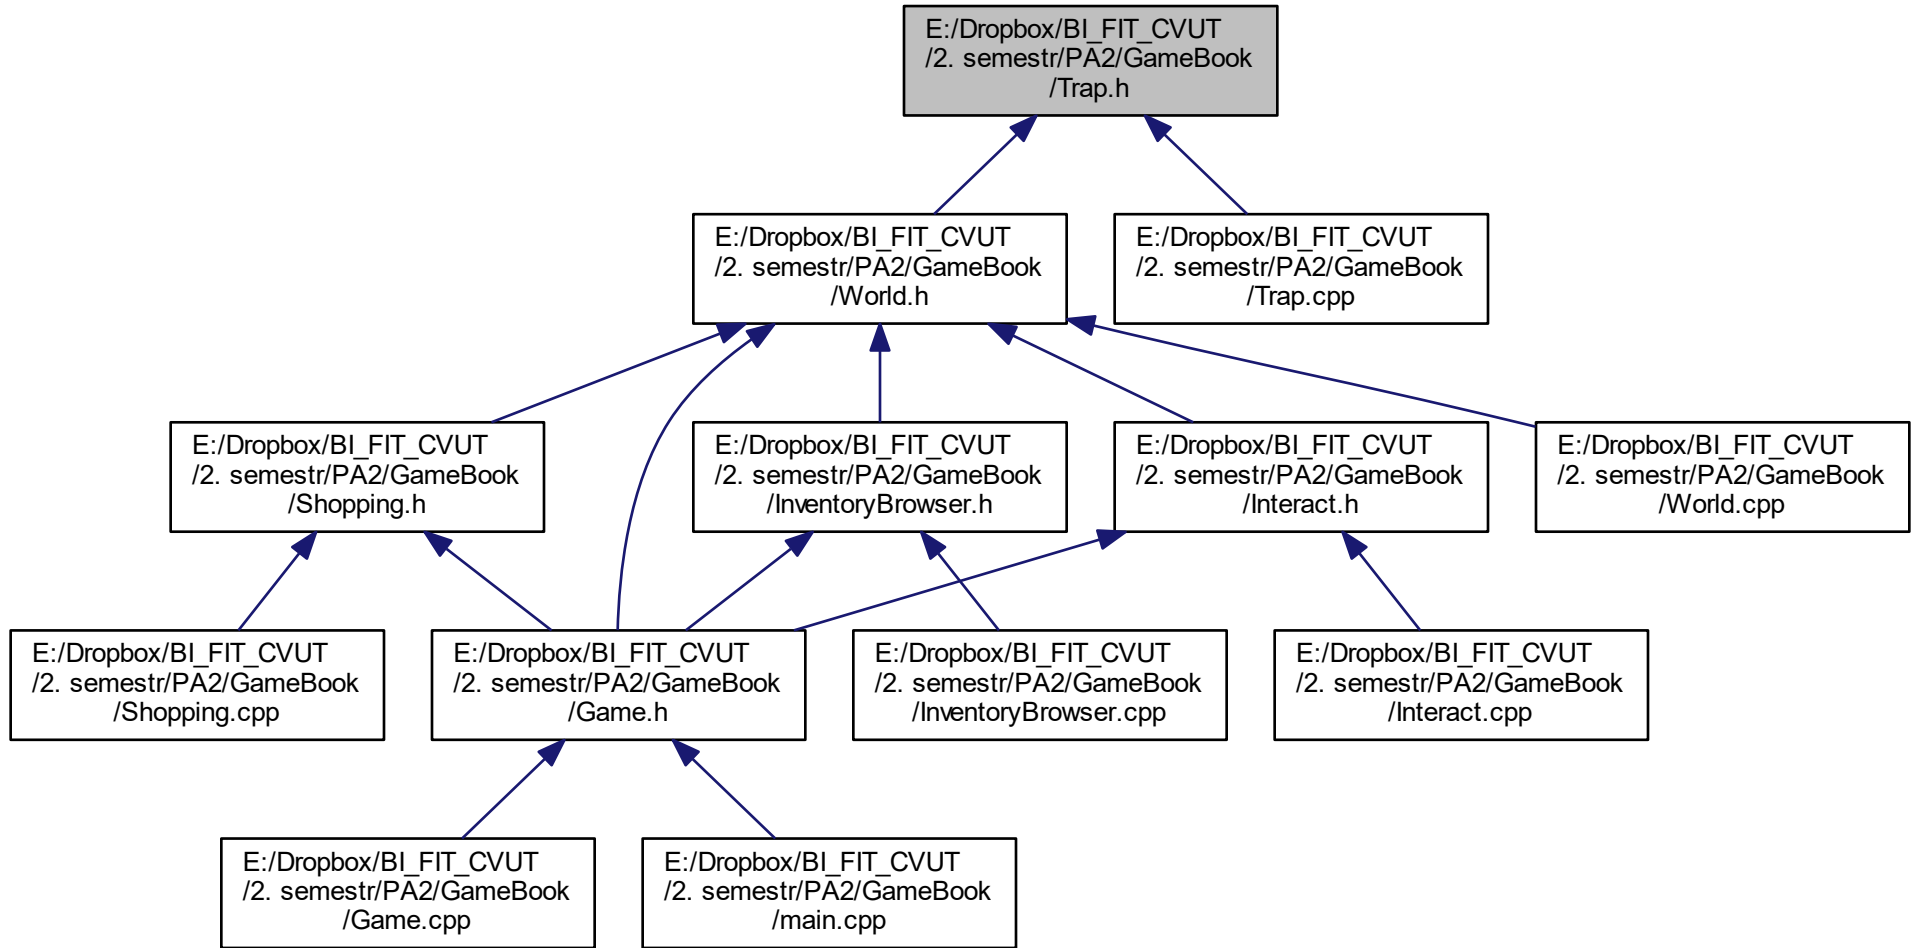 E:/Dropbox/BI_FIT_CVUT
/2. semestr/PA2/GameBook
/Trap.h
E:/Dropbox/BI_FIT_CVUT
/2. semestr/PA2/GameBook
/World.h
E:/Dropbox/BI_FIT_CVUT
/2. semestr/PA2/GameBook
/Trap.cpp
E:/Dropbox/BI_FIT_CVUT
/2. semestr/PA2/GameBook
/Shopping.h
E:/Dropbox/BI_FIT_CVUT
/2. semestr/PA2/GameBook
/InventoryBrowser.h
E:/Dropbox/BI_FIT_CVUT
/2. semestr/PA2/GameBook
/Interact.h
E:/Dropbox/BI_FIT_CVUT
/2. semestr/PA2/GameBook
/World.cpp
E:/Dropbox/BI_FIT_CVUT
/2. semestr/PA2/GameBook
/Shopping.cpp
E:/Dropbox/BI_FIT_CVUT
/2. semestr/PA2/GameBook
/Game.h
E:/Dropbox/BI_FIT_CVUT
/2. semestr/PA2/GameBook
/InventoryBrowser.cpp
E:/Dropbox/BI_FIT_CVUT
/2. semestr/PA2/GameBook
/Interact.cpp
E:/Dropbox/BI_FIT_CVUT
/2. semestr/PA2/GameBook
/Game.cpp
E:/Dropbox/BI_FIT_CVUT
/2. semestr/PA2/GameBook
/main.cpp